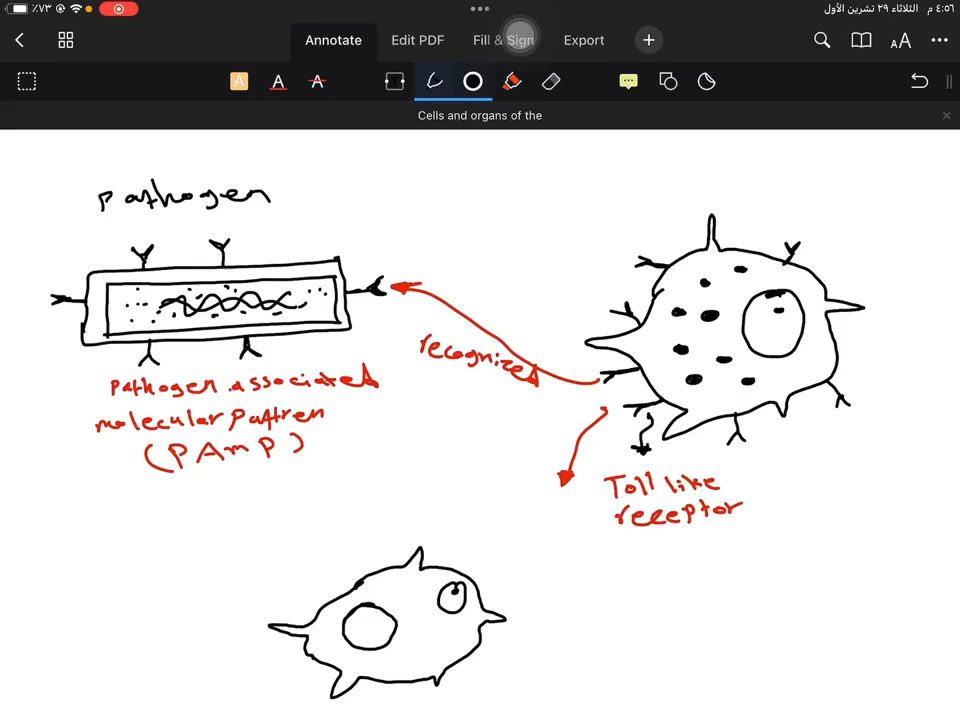 ٤:٥٦ م الثلاثاء ٢٩ تشرين الأول
٪٧٣
Annotate
Edit PDF
Fill & Sign
Export
Cells and organs of the
pathogen
recognized
pathogen associated
molecular pattren
(PAmP)
Toll like
receptor